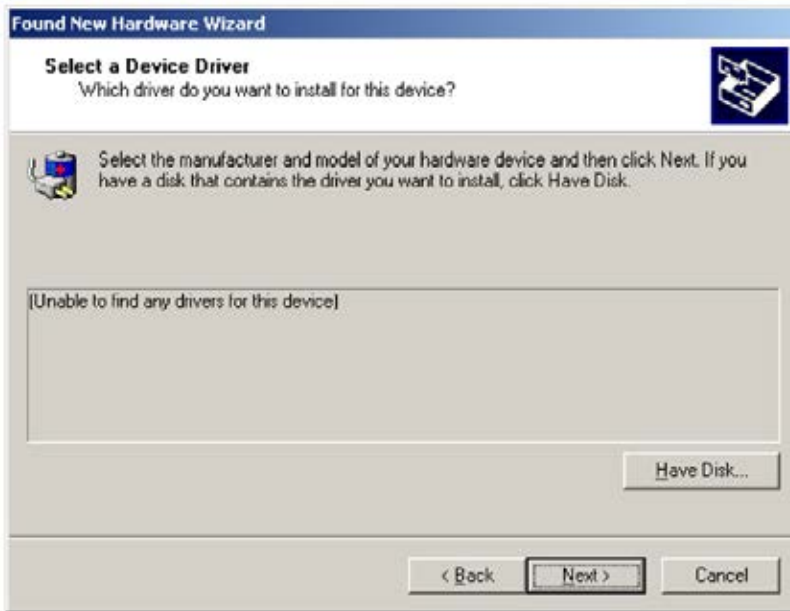 Found New Hardware Wizard
Select a Device Driver
Which driver do you want to install for this device?
Select the manufacturer and model of your hardware device and then click Next. If you
have a disk that contains the driver you want to install, click Have Disk.
(Unable to find any drivers for this device)
Have Disk...
< Back
Next >
Cancel